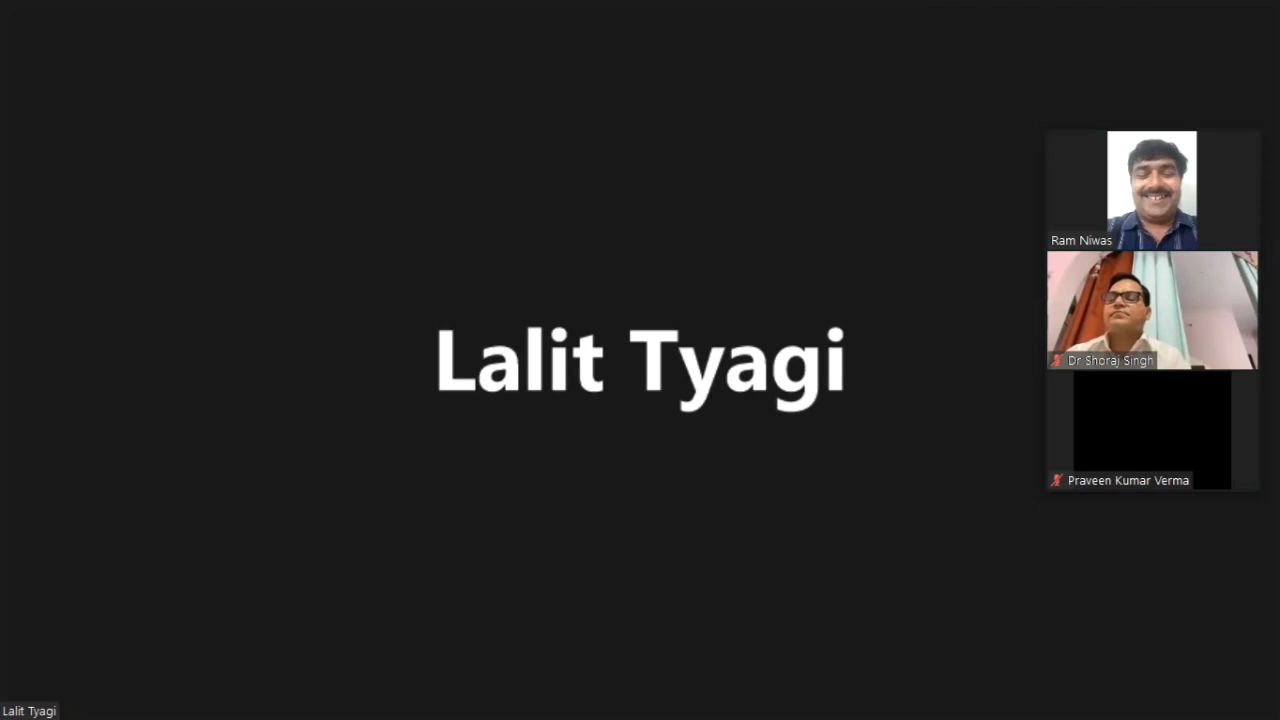 Lalit Tyagi
Ram Niwas
Dr Shoraj Singh
Praveen Kumar Verma
Lalit Tyagi